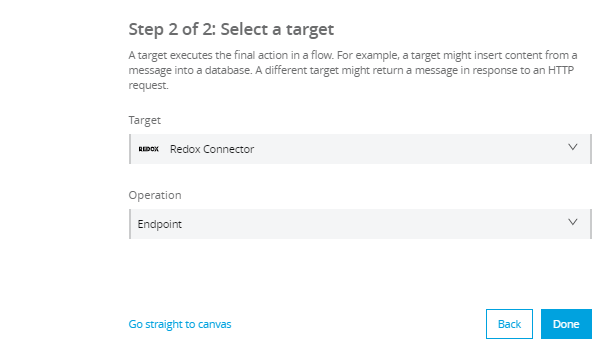 Step 2 of 2: Select a target
A target executes the final action in a flow. For example, a target might insert content from a
message into a database. A different target might return a message in response to an HTTP
request.
Target
REDOX Redox Connector
Operation
Endpoint
Go straight to canvas
Back
Done